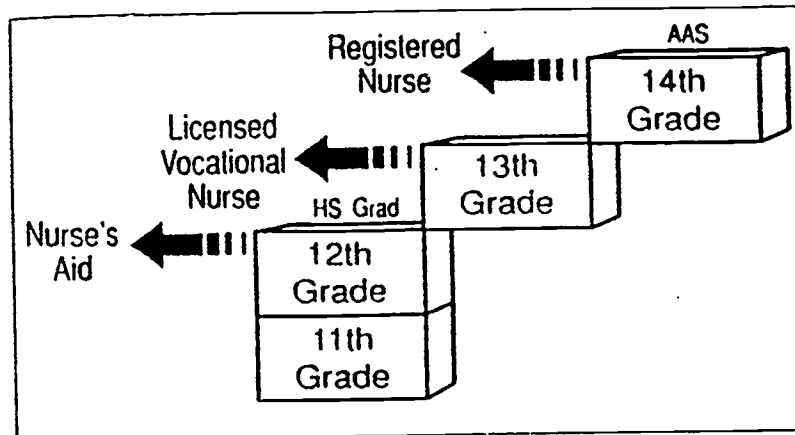 AAS
Registered
Nurse
14th
Grade
Licensed
Vocational
Nurse
13th
Grade
HS Grad
Nurse's
Aid
12th
Grade
11th
Grade